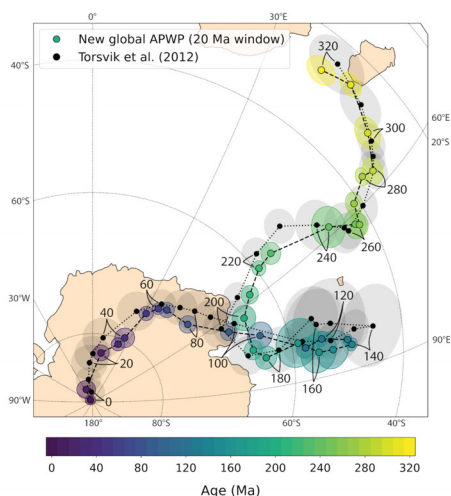 0° 30°E
New global APWP (20 Ma window)
Torsvik et al. (2012)
320
40°S
300
60°E
20°S
280
60°S
260
240
220
30°W
60
200
120
40
80
20
100
140
90°E
180
160
0
90°W
180° 80°S 60°S 40°S
0 40 80 120 160 200 240 280 320
Age (Ma)